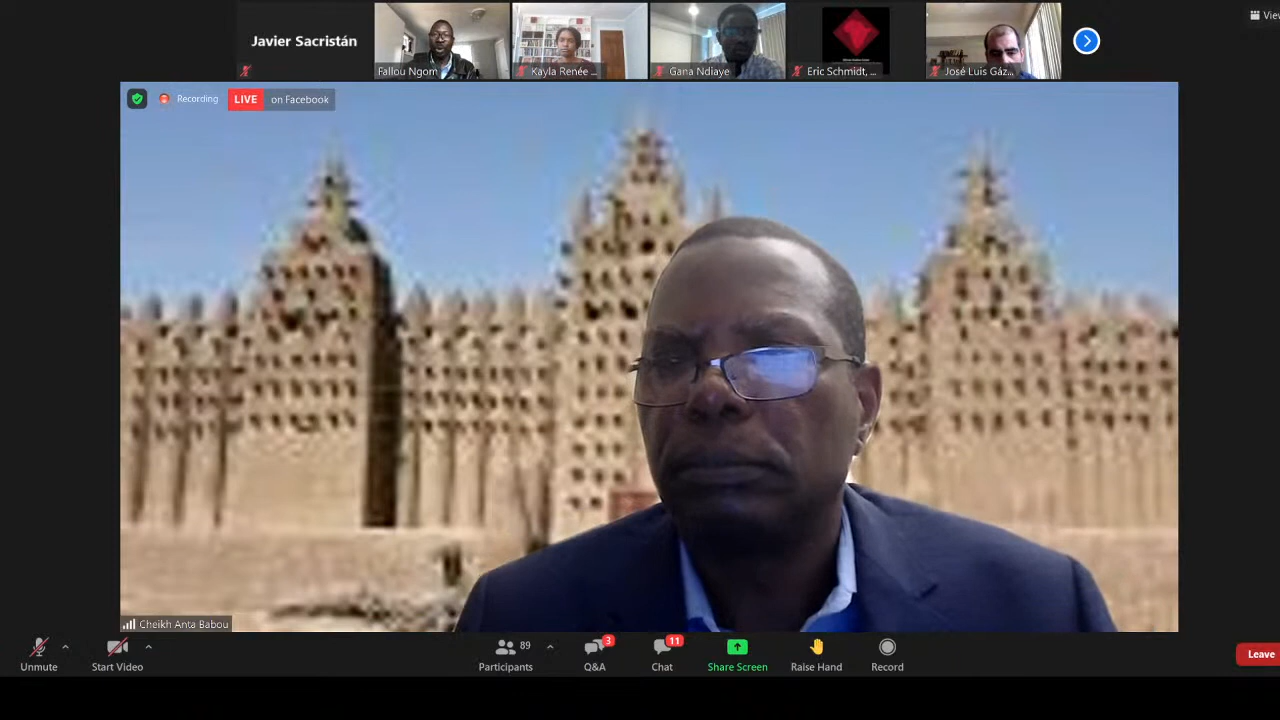 View
Javier Sacristán
Fallou Ngom
Kayla Renée ...
Gana Ndiaye
Eric Schmidt, ...
José Luis Gáz...
Recording
LIVE
on Facebook
Cheikh Anta Babou
Unmute
Start Video
89
Participants
3
Q&A
11
Chat
Share Screen
Raise Hand
Record
Leave